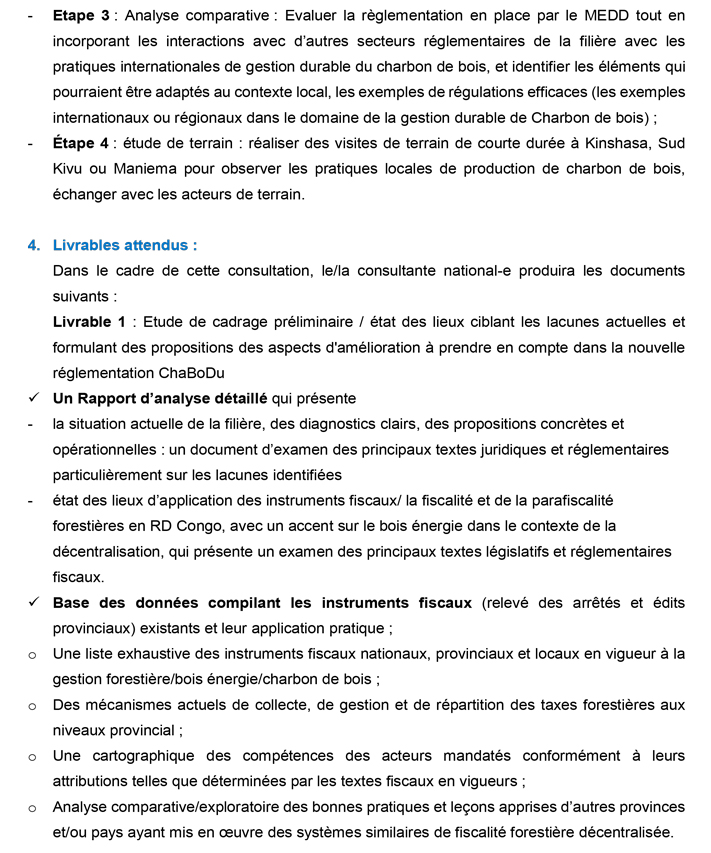 - Etape 3 : Analyse comparative : Evaluer la règlementation en place par le MEDD tout en
incorporant les interactions avec d'autres secteurs réglementaires de la filière avec les
pratiques internationales de gestion durable du charbon de bois, et identifier les éléments qui
pourraient être adaptés au contexte local, les exemples de régulations efficaces (les exemples
internationaux ou régionaux dans le domaine de la gestion durable de Charbon de bois) ;
- Étape 4 : étude de terrain : réaliser des visites de terrain de courte durée à Kinshasa, Sud
Kivu ou Maniema pour observer les pratiques locales de production de charbon de bois,
échanger avec les acteurs de terrain.
4. Livrables attendus :
Dans le cadre de cette consultation, le/la consultante national-e produira les documents
suivants :
Livrable 1 : Etude de cadrage préliminaire / état des lieux ciblant les lacunes actuelles et
formulant des propositions des aspects d'amélioration à prendre en compte dans la nouvelle
réglementation ChaBoDu
✓ Un Rapport d'analyse détaillé qui présente
- la situation actuelle de la filière, des diagnostics clairs, des propositions concrètes et
opérationnelles : un document d'examen des principaux textes juridiques et réglementaires
particulièrement sur les lacunes identifiées
- état des lieux d'application des instruments fiscaux/ la fiscalité et de la parafiscalité
forestières en RD Congo, avec un accent sur le bois énergie dans le contexte de la
décentralisation, qui présente un examen des principaux textes législatifs et réglementaires
fiscaux.
✓ Base des données compilant les instruments fiscaux (relevé des arrêtés et édits
provinciaux) existants et leur application pratique ;
o Une liste exhaustive des instruments fiscaux nationaux, provinciaux et locaux en vigueur à la
gestion forestière/bois énergie/charbon de bois ;
o Des mécanismes actuels de collecte, de gestion et de répartition des taxes forestières aux
niveaux provincial ;
o Une cartographique des compétences des acteurs mandatés conformément à leurs
attributions telles que déterminées par les textes fiscaux en vigueurs ;
o Analyse comparative/exploratoire des bonnes pratiques et leçons apprises d'autres provinces
et/ou pays ayant mis en œuvre des systèmes similaires de fiscalité forestière décentralisée.